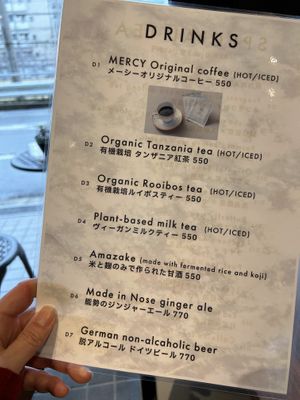 DRINKS
D1 MERCY Original coffee (HOT/ICED)
メーシーオリジナルコーヒー 550
D2 Organic Tanzania tea (HOT/ICED)
有機栽培 タンザニア紅茶 550
D3 Organic Rooibos tea (HOT/ICED)
有機栽培ルイボスティー 550
D4 Plant-based milk tea (HOT/ICED)
ヴィーガンミルクティー 550
D5 Amazake (made with fermented rice and koji)
米と麹のみで作られた甘酒 550
D6 Made in Nose ginger ale
能勢のジンジャーエール 770
D7 German non-alcaholic beer
脱アルコール ドイツビール 770